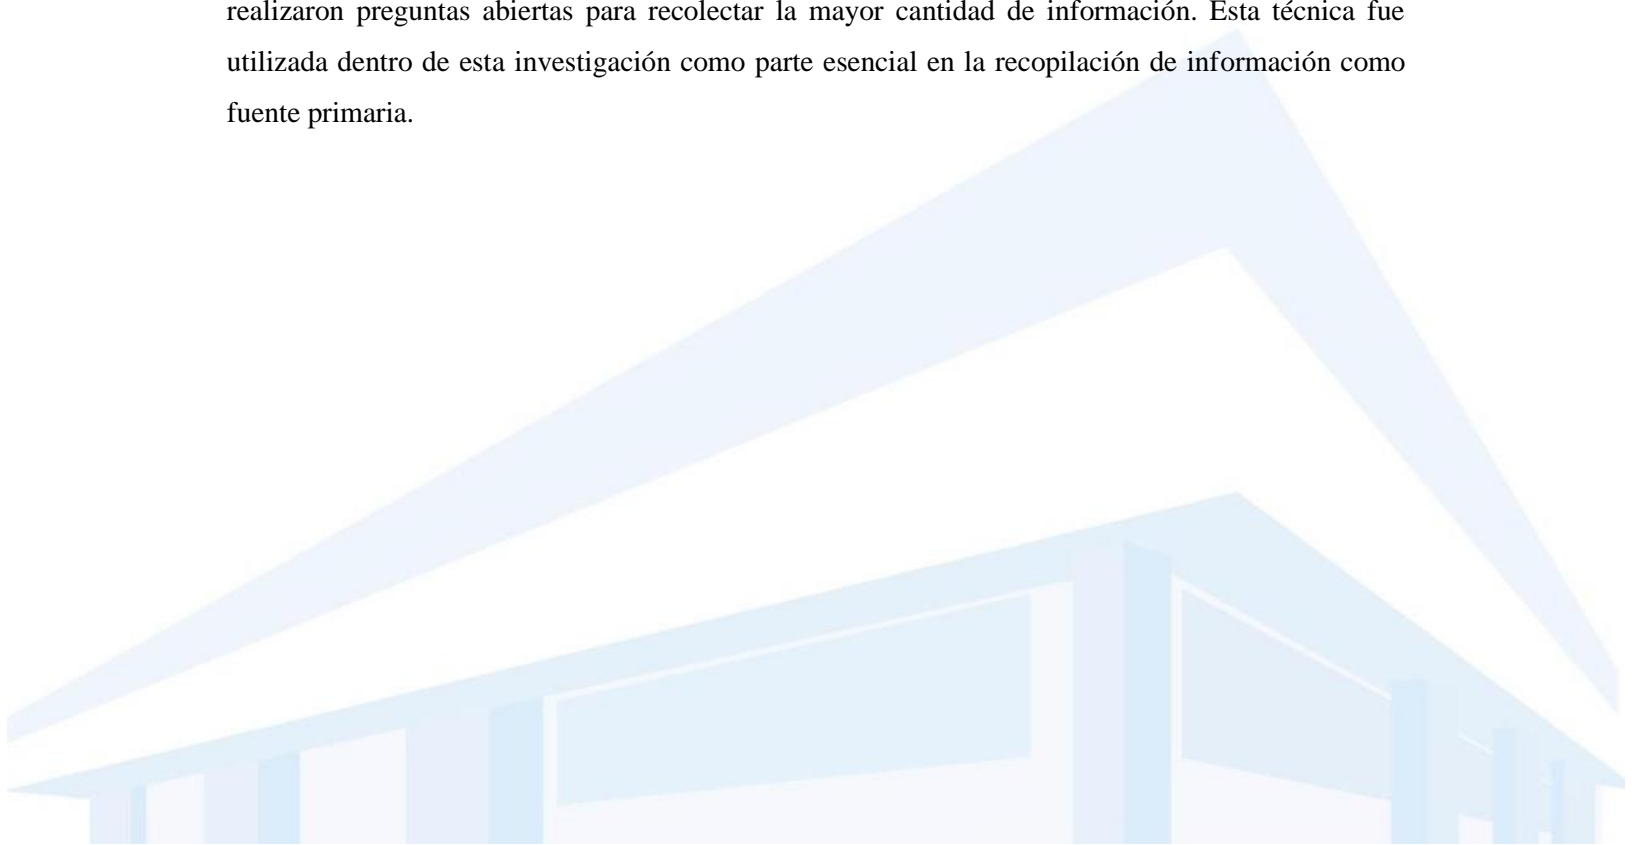 realizaron preguntas abiertas para recolectar la mayor cantidad de información. Esta técnica fue
utilizada dentro de esta investigación como parte esencial en la recopilación de información como
fuente primaria.